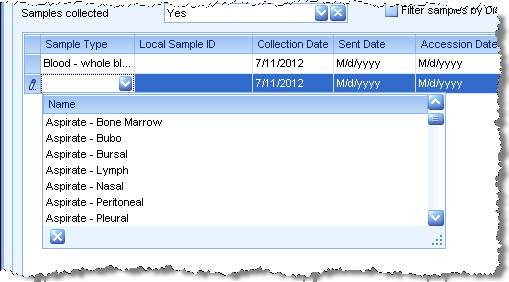 Samples collected Yes Filter samples by
Sample Type Local Sample ID Collection Date Sent Date Accession Date
Blood - whole bl... 7/11/2012 M/d/yyyy M/d/yyyy
7/11/2012 M/d/yyyy M/d/yyyy
Name
Aspirate - Bone Marrow
Aspirate - Bubo
Aspirate - Bursal
Aspirate - Lymph
Aspirate - Nasal
Aspirate - Peritoneal
Aspirate - Pleural